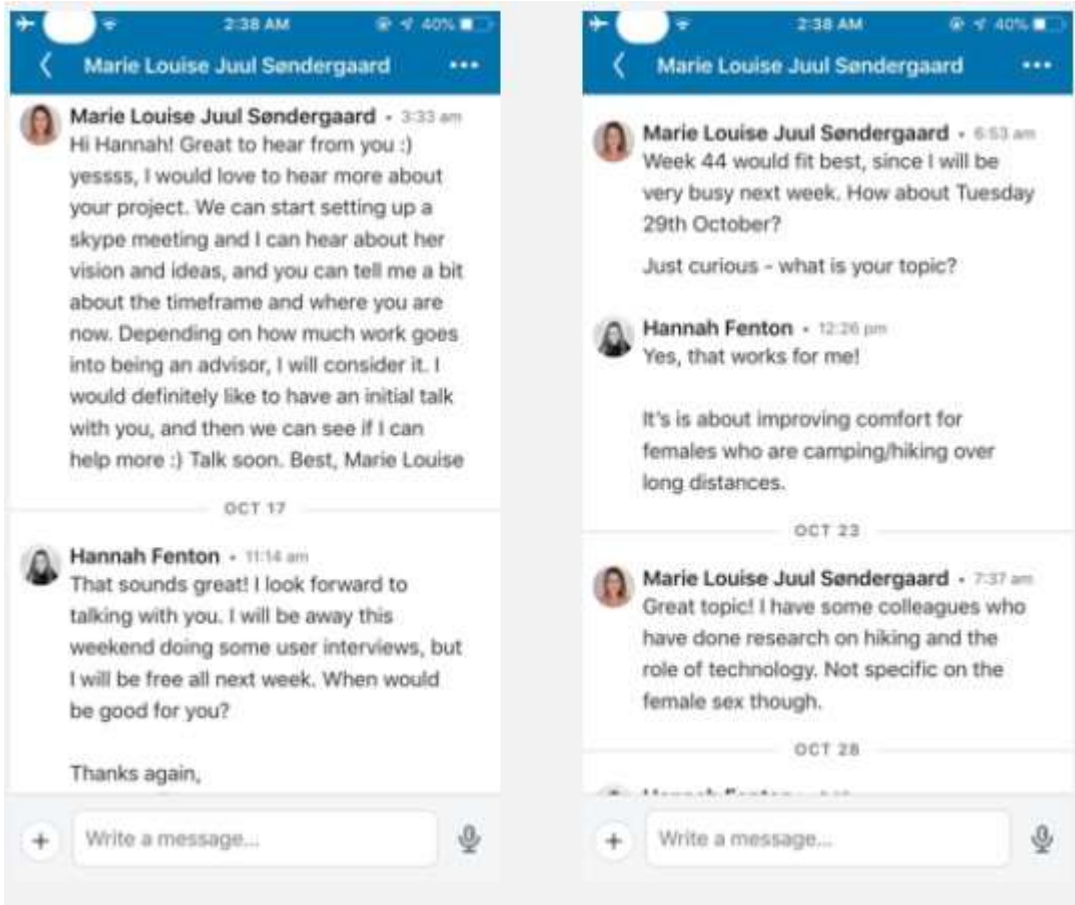 2:38 AM 40%
Marie Louise Juul Søndergaard
Marie Louise Juul Søndergaard • 3:33 am
Hi Hannah! Great to hear from you :)
yessss, I would love to hear more about
your project. We can start setting up a
skype meeting and I can hear about her
vision and ideas, and you can tell me a bit
about the timeframe and where you are
now. Depending on how much work goes
into being an advisor, I will consider it. I
would definitely like to have an initial talk
with you, and then we can see if I can
help more :) Talk soon. Best, Marie Louise
OCT 17
Hannah Fenton • 11:14 am
That sounds great! I look forward to
talking with you. I will be away this
weekend doing some user interviews, but
I will be free all next week. When would
be good for you?
Thanks again,
Write a message...
2:38 AM 40%
Marie Louise Juul Søndergaard
Marie Louise Juul Søndergaard • 6:53 am
Week 44 would fit best, since I will be
very busy next week. How about Tuesday
29th October?
Just curious - what is your topic?
Hannah Fenton • 12:26 pm
Yes, that works for me!
It's is about improving comfort for
females who are camping/hiking over
long distances.
OCT 23
Marie Louise Juul Søndergaard • 7:37 am
Great topic! I have some colleagues who
have done research on hiking and the
role of technology. Not specific on the
female sex though.
OCT 28
Hannah Fenton
Write a message...